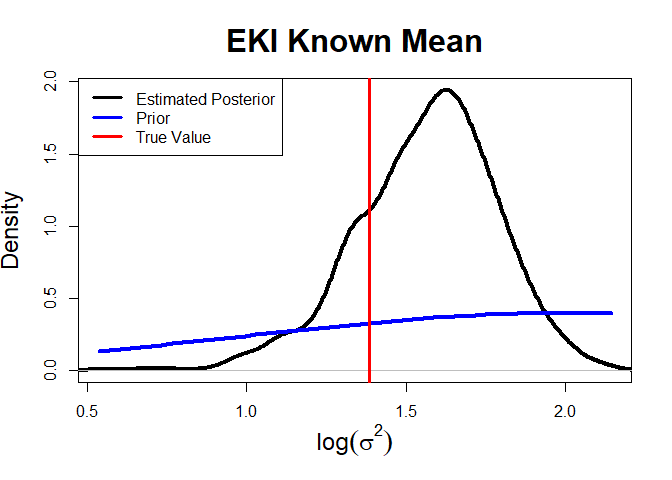 EKI Known Mean
Estimated Posterior
Prior
True Value
Density
2.0
1.5
1.0
0.5
0.0
0.5 1.0 1.5 2.0
log(σ²)